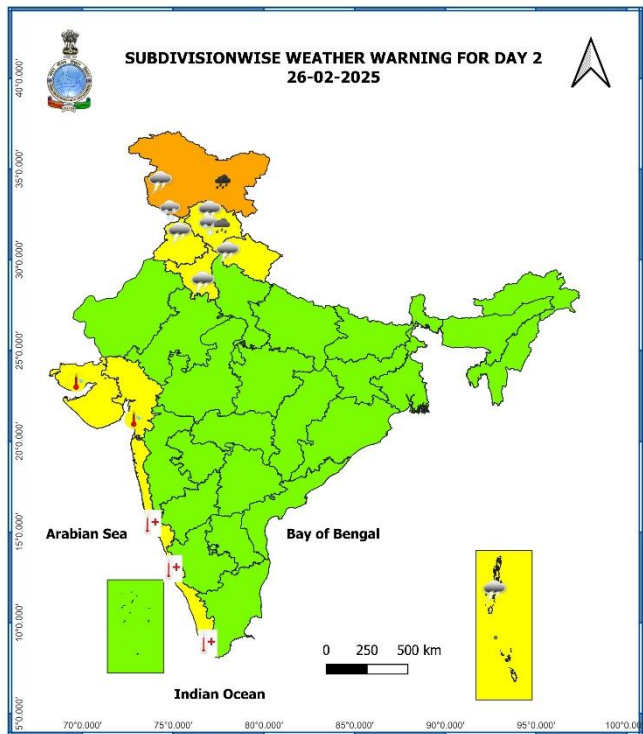 SUBDIVISIONWISE WEATHER WARNING FOR DAY 2
26-02-2025
40°0.000'
35°0.000'
30°0.000'
25°0.000'
20°0.000'
15°0.000'
10°0.000'
5°0.000'
Arabian Sea
Bay of Bengal
0 250 500 km
Indian Ocean
70°0.000' 75°0.000' 80°0.000' 85°0.000' 90°0.000' 95°0.000' 100°0.00